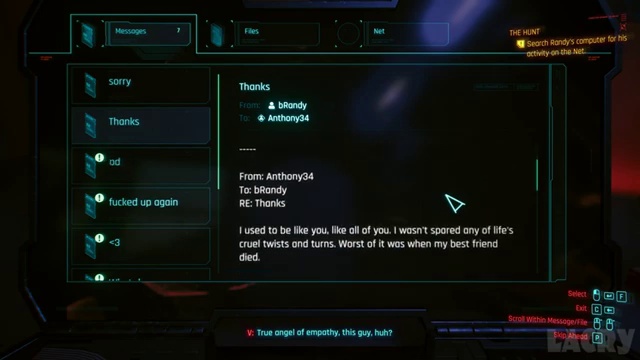 Messages 7
Files
Net
THE HUNT
Search Randy's computer for his
activity on the Net.
sorry
Thanks
od
fucked up again
<3
Thanks
From: bRandy
To: Anthony34
-----
From: Anthony34
To: bRandy
RE: Thanks
I used to be like you, like all of you. I wasn't spared any of life's
cruel twists and turns. Worst of it was when my best friend
died.
Select F
Exit C
Scroll Within Message/File
Skip Ahead P
V: True angel of empathy, this guy, huh?